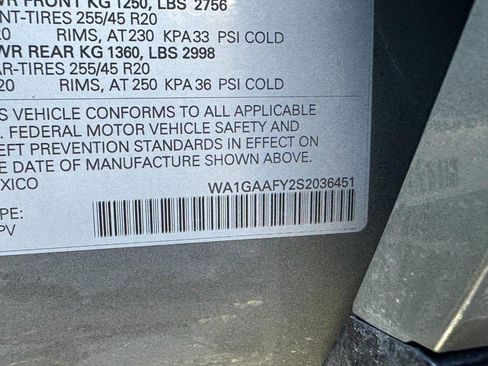 WR FRONT KG 1250, LBS 2756
NT-TIRES 255/45 R20
20 RIMS, AT 230 KPA 33 PSI COLD
WR REAR KG 1360, LBS 2998
AR-TIRES 255/45 R20
20 RIMS, AT 250 KPA 36 PSI COLD
S VEHICLE CONFORMS TO ALL APPLICABLE
. FEDERAL MOTOR VEHICLE SAFETY AND
EFT PREVENTION STANDARDS IN EFFECT ON
E DATE OF MANUFACTURE SHOWN ABOVE.
XICO WA1GAAFY2S2036451
PE:
PV